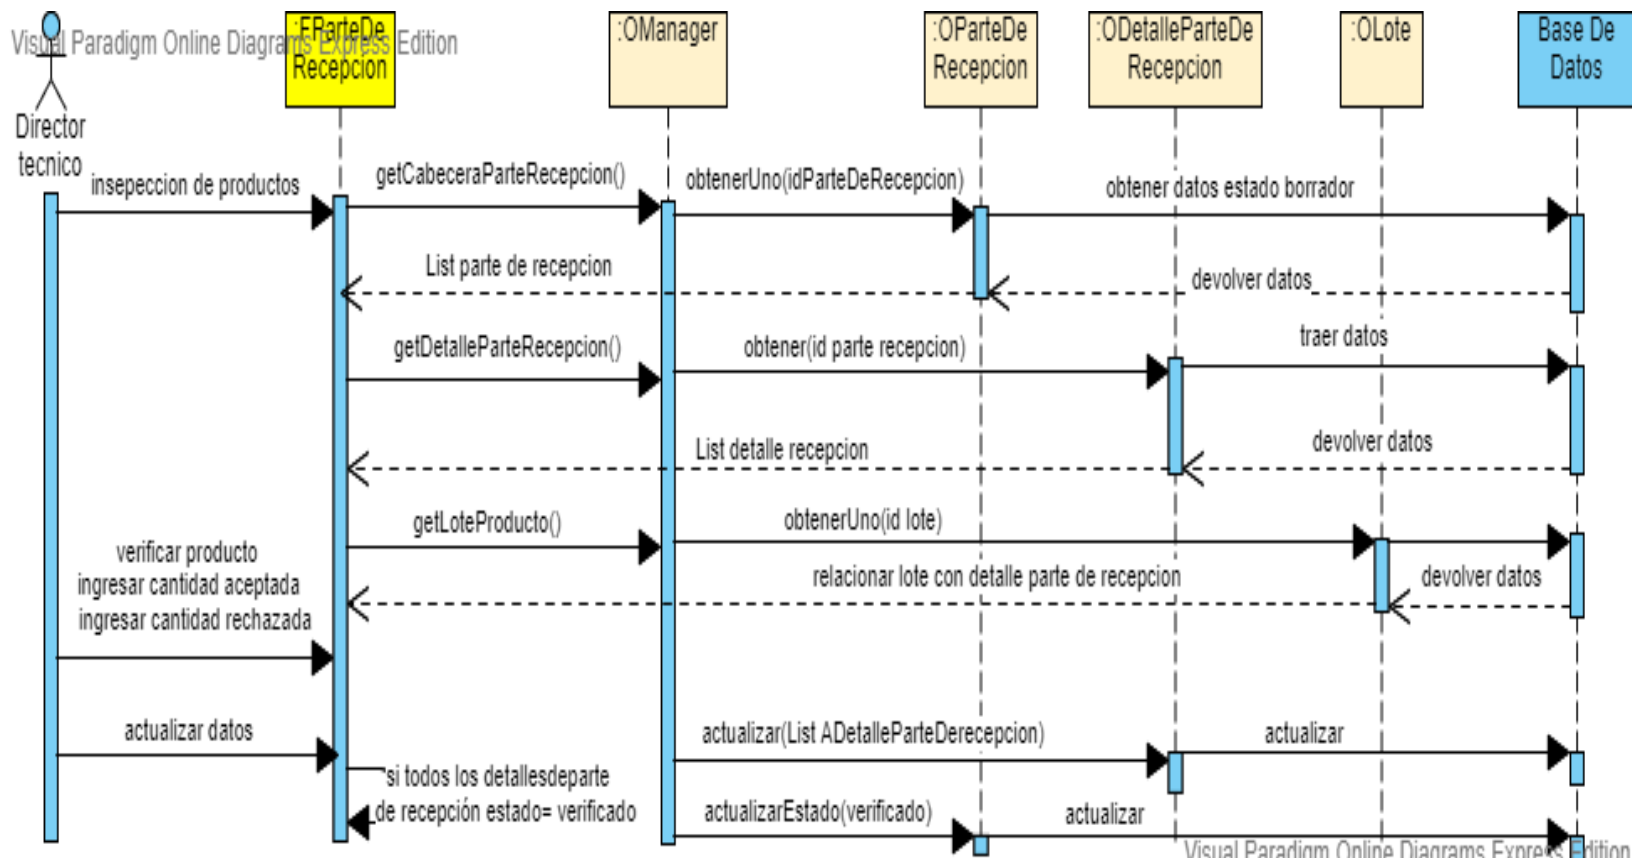 Visual Paradigm Online Diagrams Express Edition
:FParteDe
Recepcion
:OManager
:OParteDe
Recepcion
:ODetalleParteDe
Recepcion
:OLote
Base De
Datos
Director
tecnico
insepeccion de productos
getCabeceraParteRecepcion()
obtenerUno(idParteDeRecepcion)
obtener datos estado borrador
List parte de recepcion
devolver datos
getDetalleParteRecepcion()
obtener(id parte recepcion)
traer datos
List detalle recepcion
devolver datos
getLoteProducto()
obtenerUno(id lote)
verificar producto
ingresar cantidad aceptada
ingresar cantidad rechazada
relacionar lote con detalle parte de recepcion
devolver datos
actualizar datos
actualizar(List ADetalleParteDerecepcion)
actualizar
si todos los detallesdeparte
de recepción estado= verificado
actualizarEstado(verificado)
actualizar
Visual Paradigm Online Diagrams Express Edition